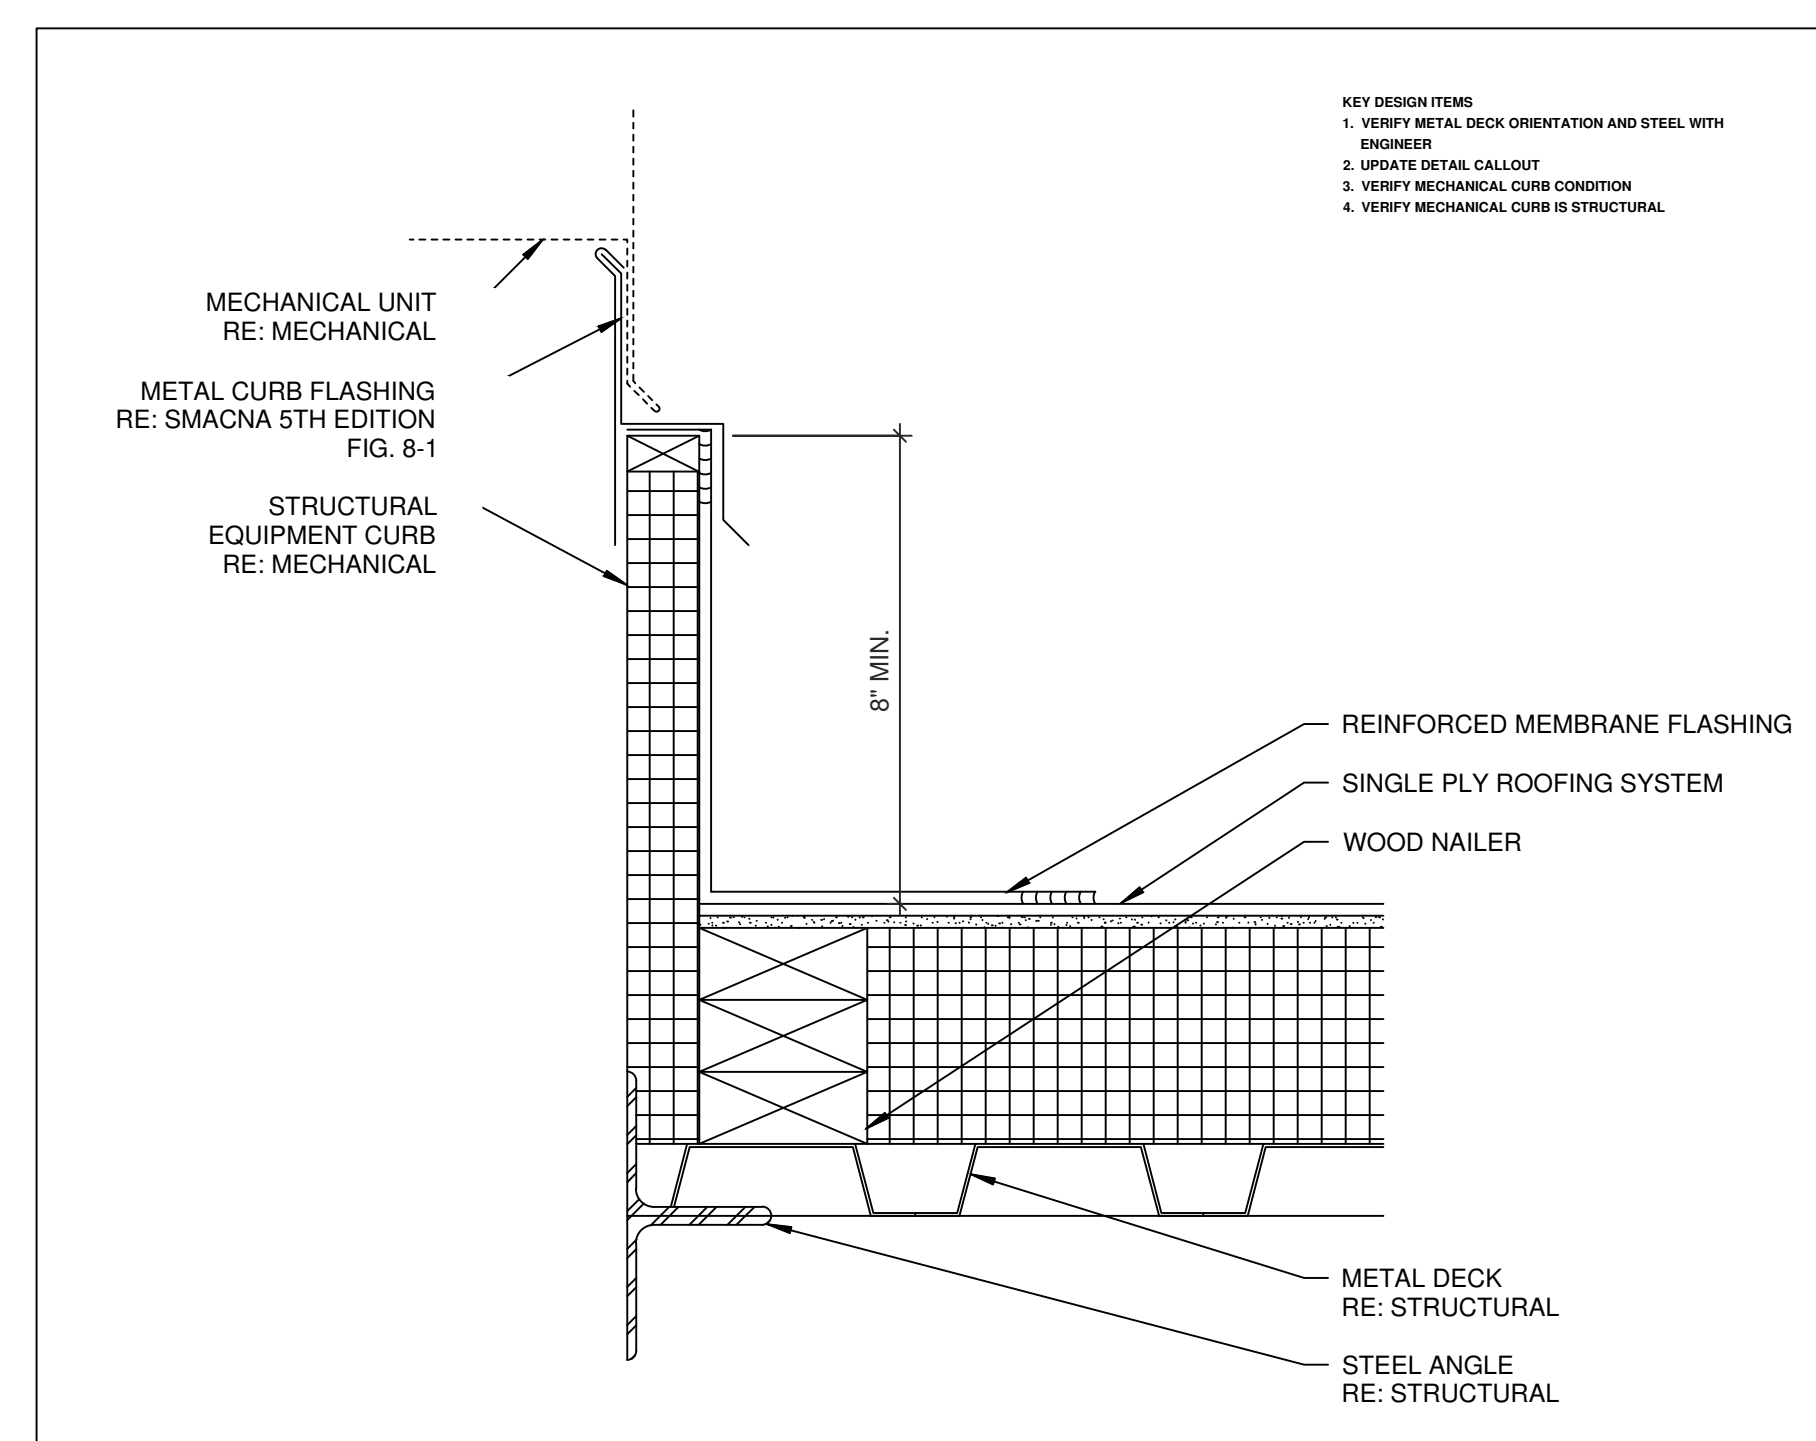 KEY DESIGN ITEMS
1. VERIFY METAL DECK ORIENTATION AND STEEL WITH
ENGINEER
2. UPDATE DETAIL CALLOUT
3. VERIFY MECHANICAL CURB CONDITION
4. VERIFY MECHANICAL CURB IS STRUCTURAL
MECHANICAL UNIT
RE: MECHANICAL
METAL CURB FLASHING
RE: SMACNA 5TH EDITION
FIG. 8-1
STRUCTURAL
EQUIPMENT CURB
RE: MECHANICAL
8" MIN.
REINFORCED MEMBRANE FLASHING
SINGLE PLY ROOFING SYSTEM
WOOD NAILER
METAL DECK
RE: STRUCTURAL
STEEL ANGLE
RE: STRUCTURAL